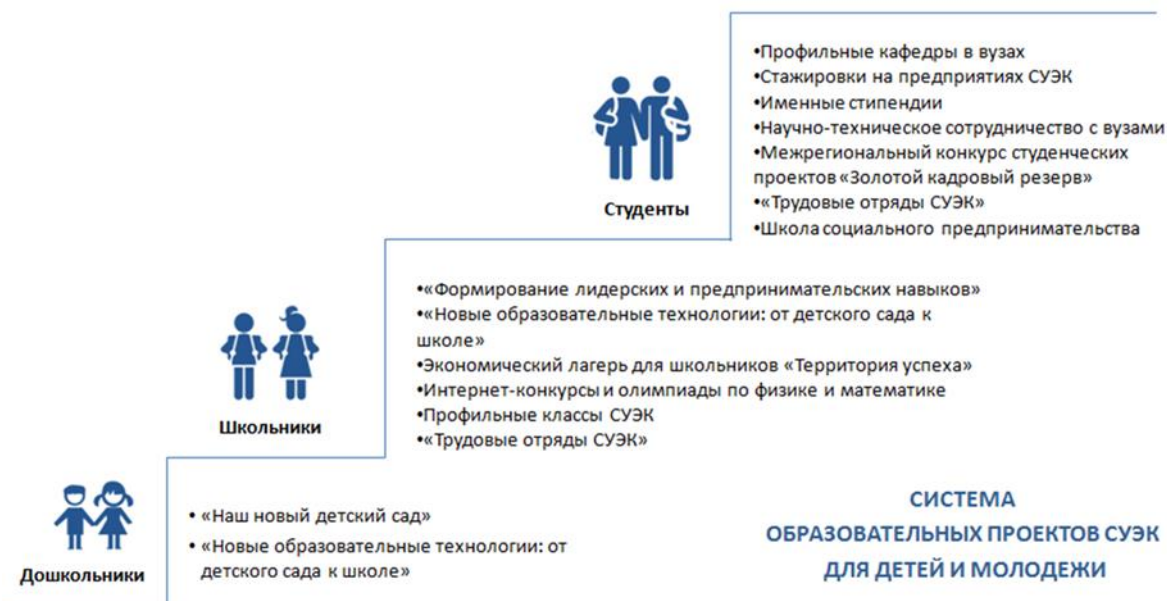 •Профильные кафедры в вузах
•Стажировки на предприятиях СУЭК
•Именные стипендии
•Научно-техническое сотрудничество с вузами
•Межрегиональный конкурс студенческих
проектов «Золотой кадровый резерв»
•«Трудовые отряды СУЭК»
•Школа социального предпринимательства
Студенты
•«Формирование лидерских и предпринимательских навыков»
•«Новые образовательные технологии: от детского сада к
школе»
•Экономический лагерь для школьников «Территория успеха»
•Интернет-конкурсы и олимпиады по физике и математике
•Профильные классы СУЭК
•«Трудовые отряды СУЭК»
Школьники
• «Наш новый детский сад»
• «Новые образовательные технологии: от
детского сада к школе»
Дошкольники
СИСТЕМА
ОБРАЗОВАТЕЛЬНЫХ ПРОЕКТОВ СУЭК
ДЛЯ ДЕТЕЙ И МОЛОДЕЖИ